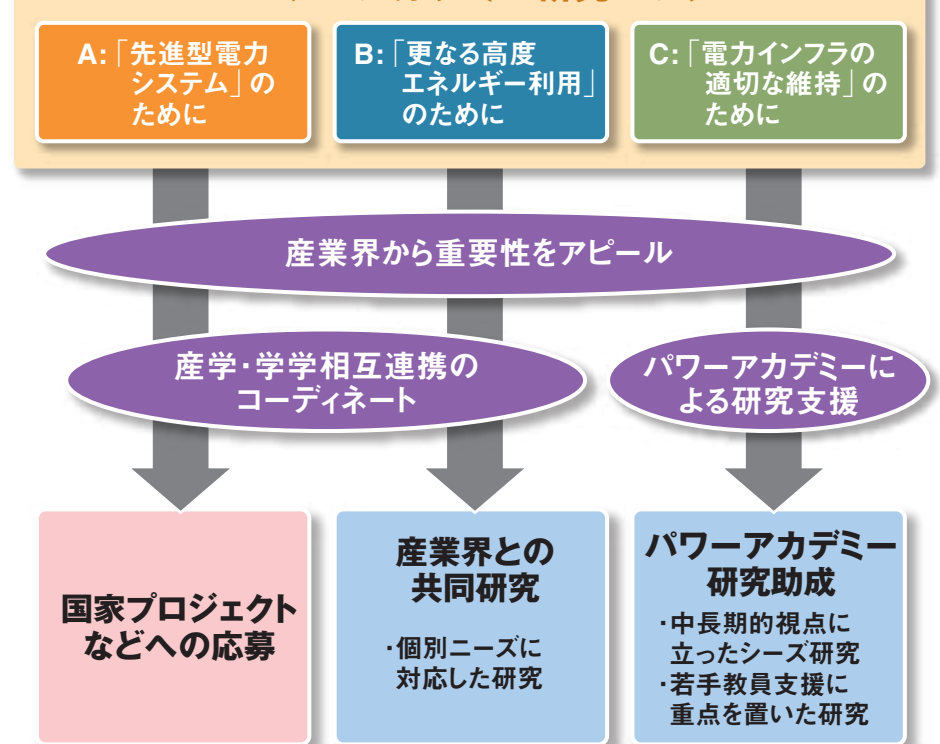 A:「先進型電力
システム」の
ために
B:「更なる高度
エネルギー利用」
のために
C:「電力インフラの
適切な維持」の
ために
産業界から重要性をアピール
産学・学学相互連携の
コーディネート
パワーアカデミーに
よる研究支援
国家プロジェクト
などへの応募
産業界との
共同研究
・個別ニーズに
対応した研究
パワーアカデミー
研究助成
・中長期的視点に
立ったシーズ研究
・若手教員支援に
重点を置いた研究